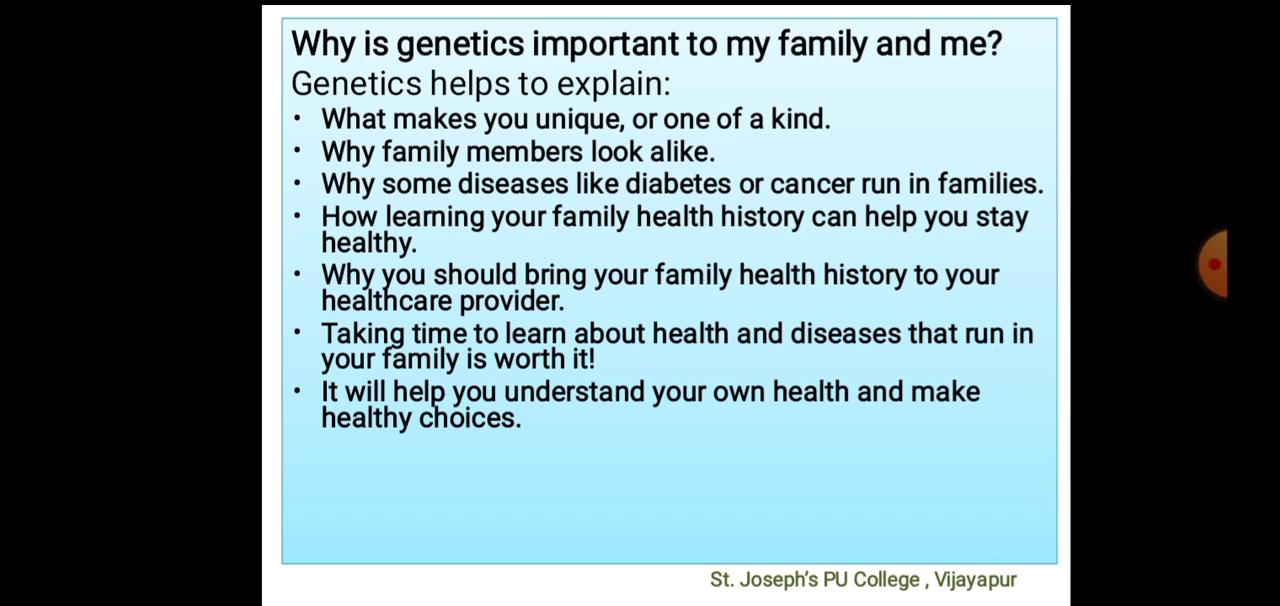 Why is genetics important to my family and me?
Genetics helps to explain:
• What makes you unique, or one of a kind.
• Why family members look alike.
• Why some diseases like diabetes or cancer run in families.
• How learning your family health history can help you stay
healthy.
• Why you should bring your family health history to your
healthcare provider.
• Taking time to learn about health and diseases that run in
your family is worth it!
• It will help you understand your own health and make
healthy choices.
St. Joseph's PU College , Vijayapur